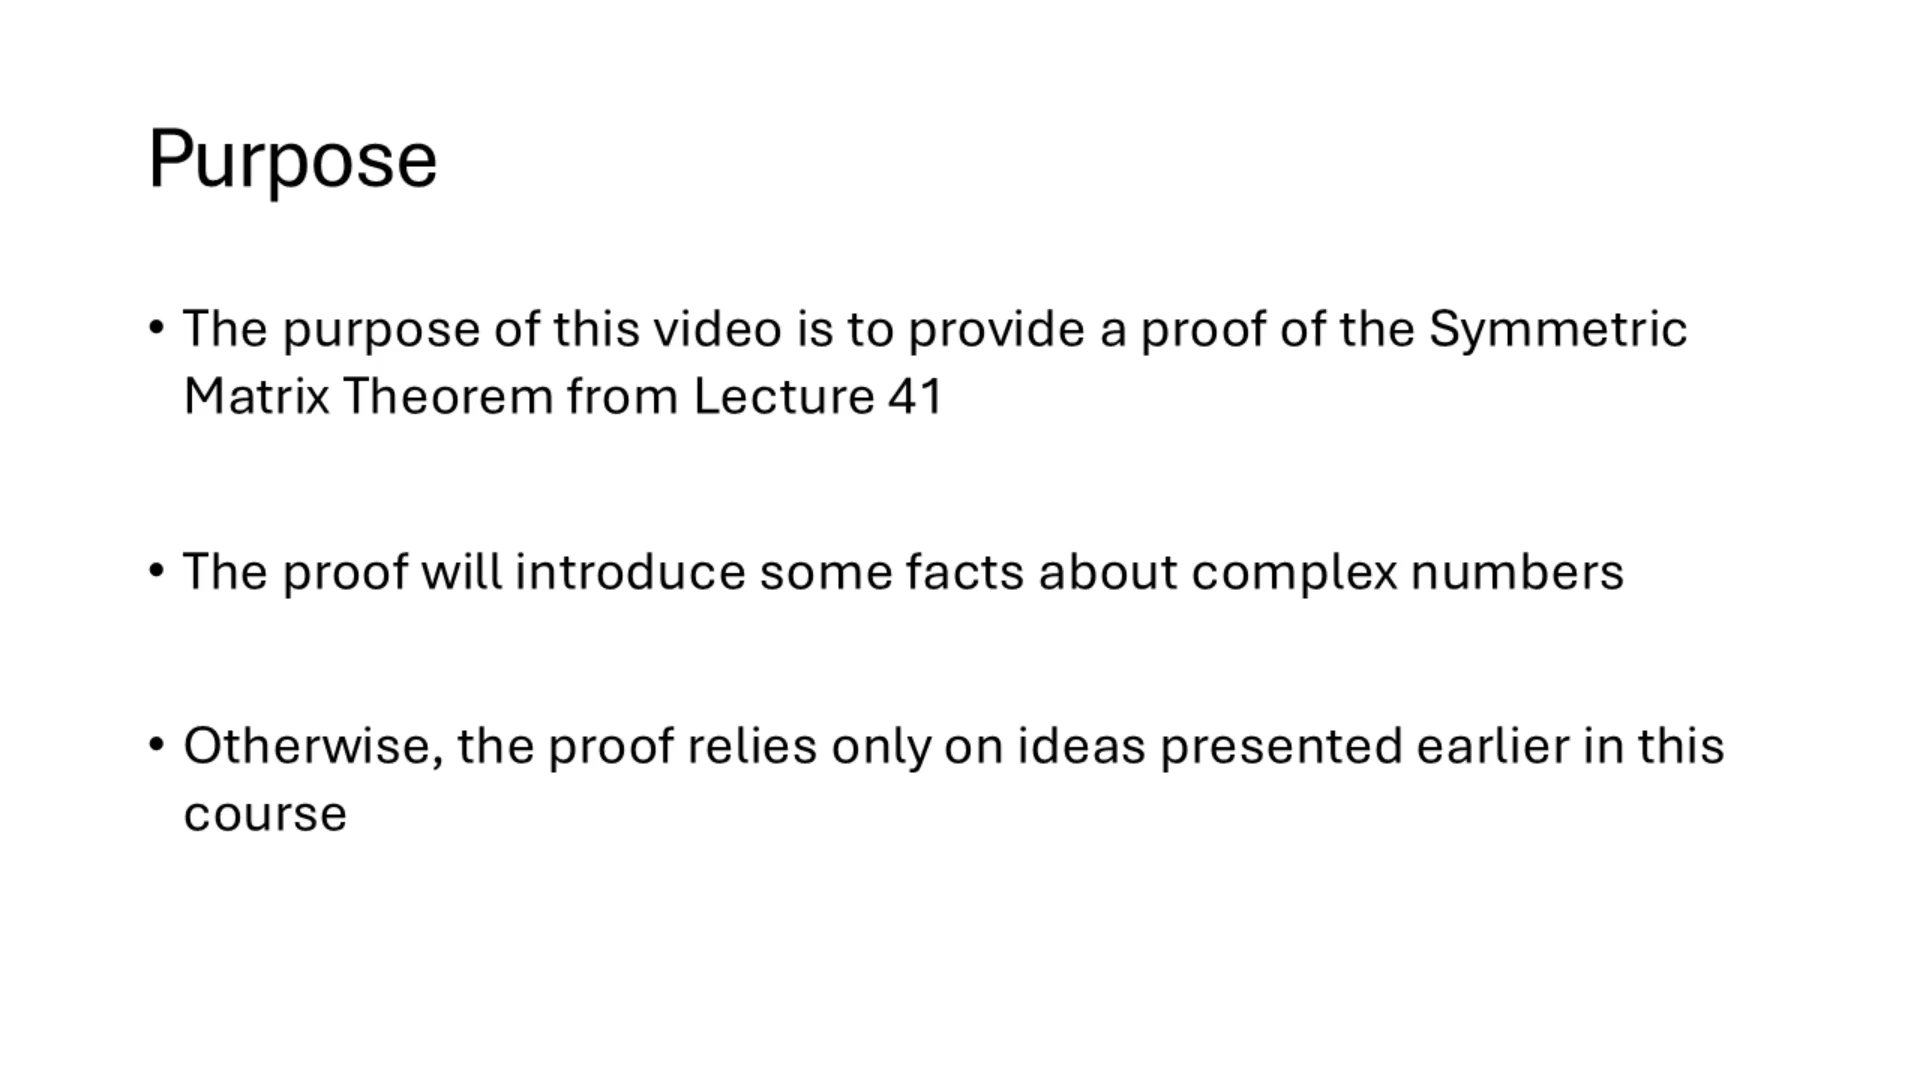 Purpose
• The purpose of this video is to provide a proof of the Symmetric
Matrix Theorem from Lecture 41
• The proof will introduce some facts about complex numbers
• Otherwise, the proof relies only on ideas presented earlier in this
course